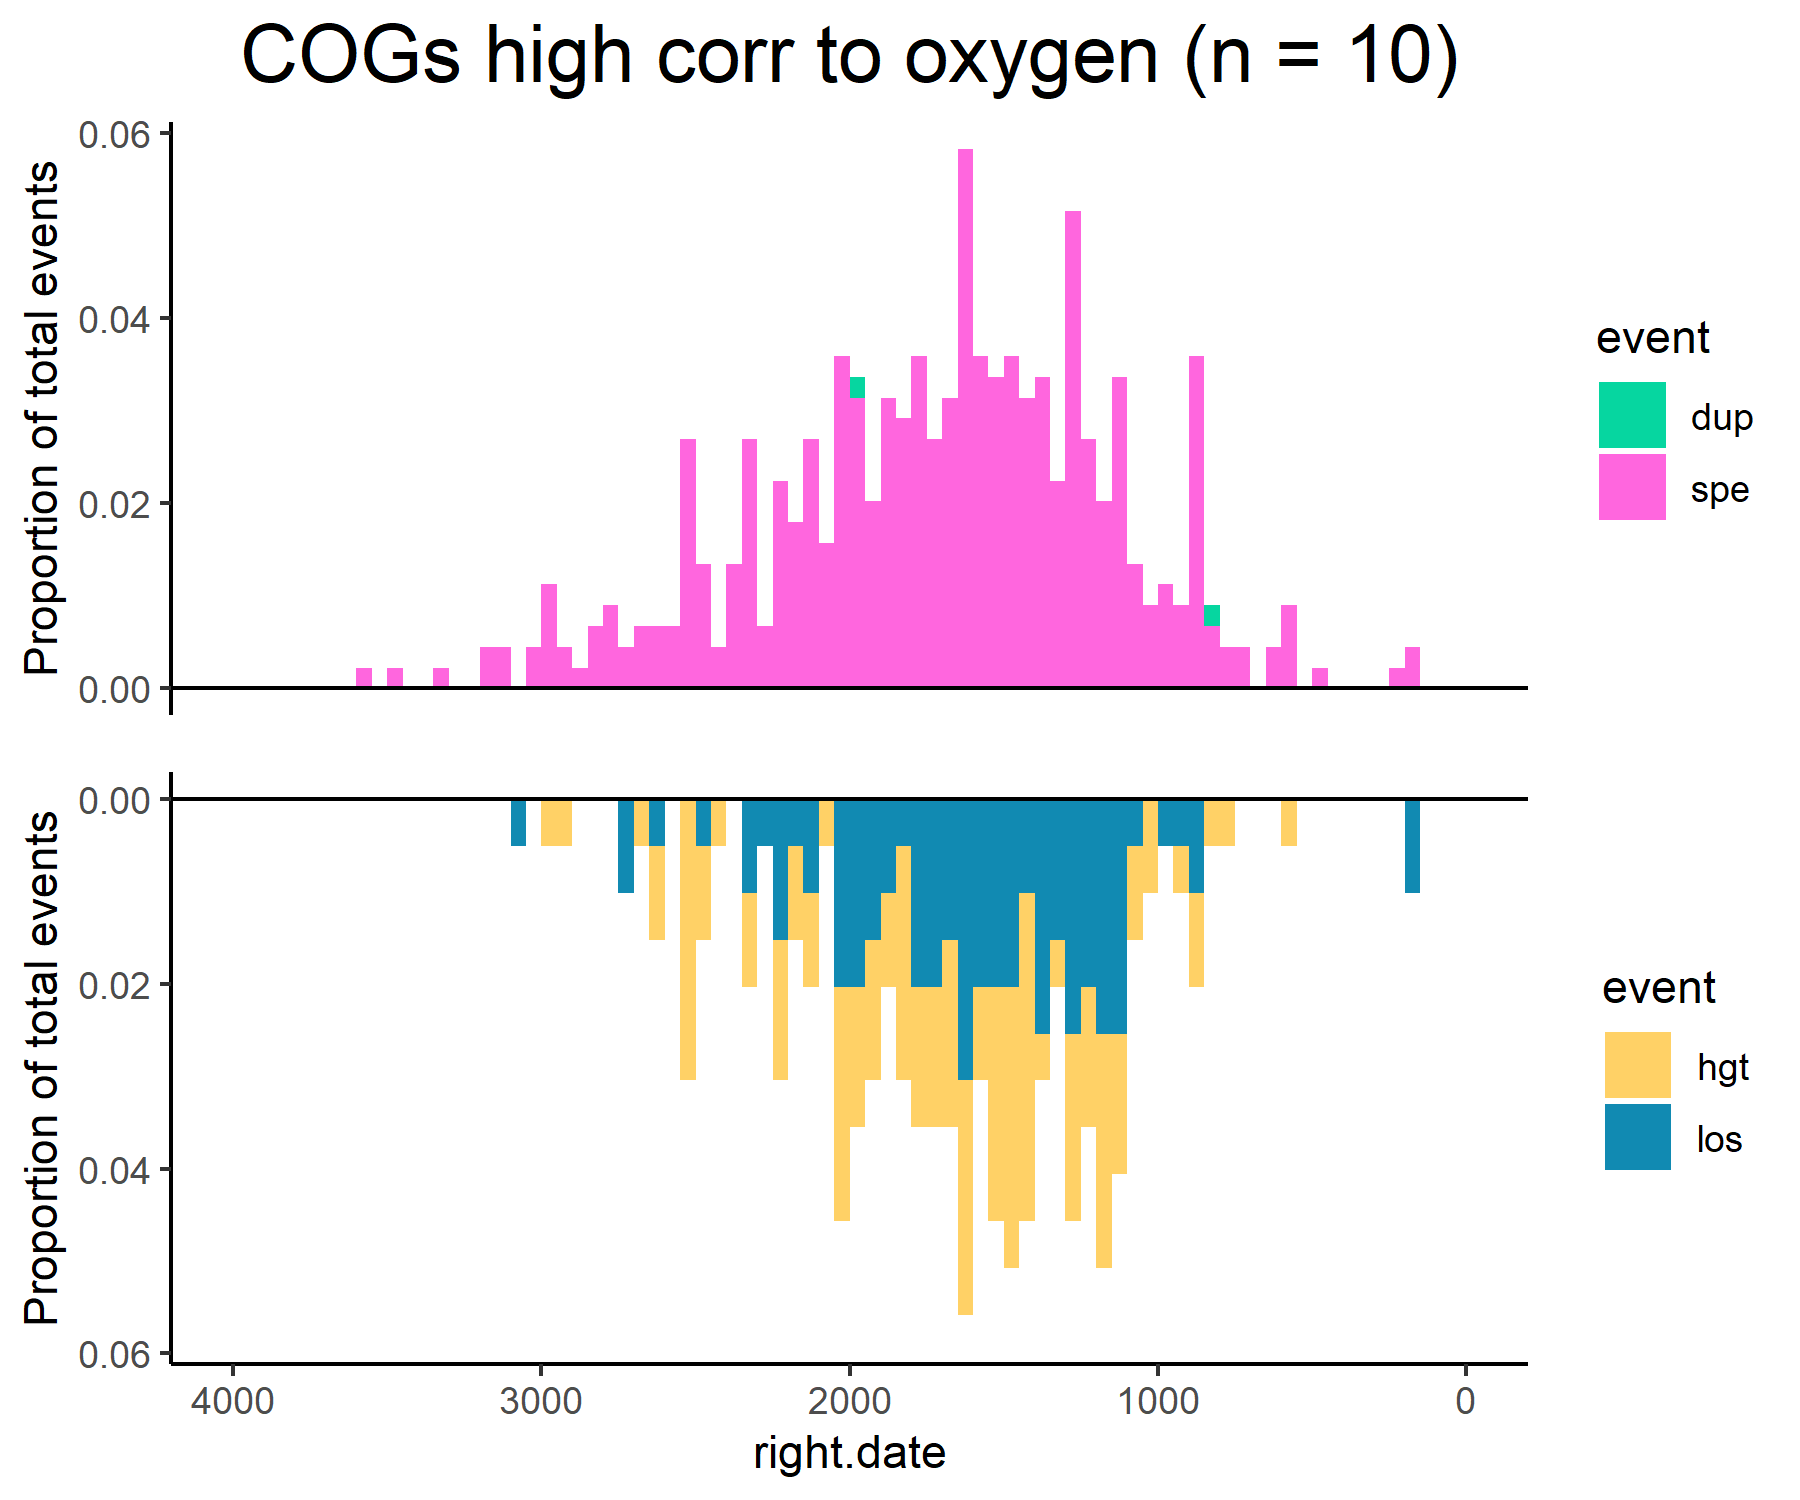 COGs high corr to oxygen (n = 10)
Proportion of total events
0.06
0.04
0.02
0.00
event
dup
spe
Proportion of total events
0.00
0.02
0.04
0.06
event
hgt
los
4000 3000 2000 1000 0
right.date